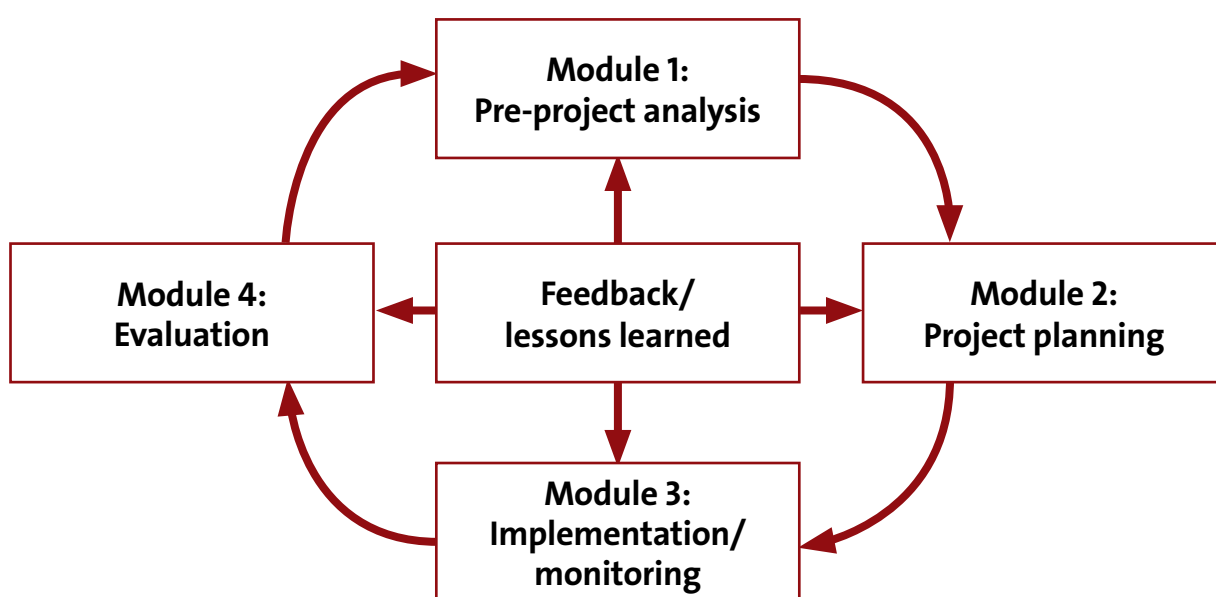 Module 1:
Pre-project analysis
Module 4:
Evaluation
Feedback/
lessons learned
Module 2:
Project planning
Module 3:
Implementation/
monitoring